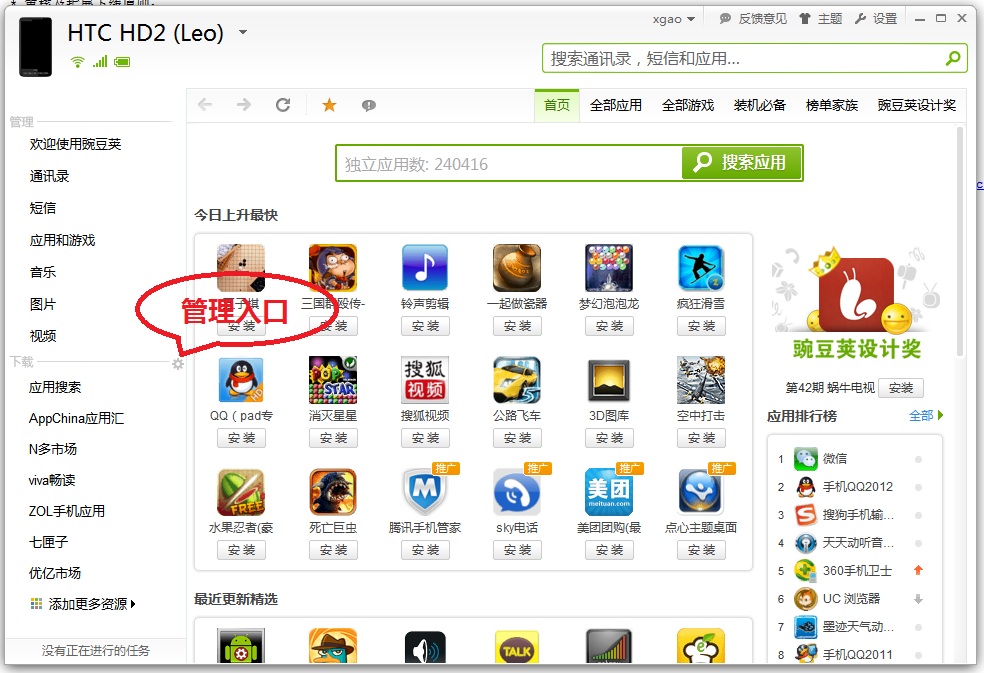 HTC HD2 (Leo)
xgao
反馈意见
主题
设置
搜索通讯录，短信和应用...
首页 全部应用 全部游戏 装机必备 榜单家族 豌豆荚设计奖
管理
欢迎使用豌豆荚
通讯录
短信
应用和游戏
音乐
图片
视频
下载
应用搜索
AppChina应用汇
N多市场
viva畅读
ZOL手机应用
七匣子
优亿市场
添加更多资源
没有正在进行的任务
独立应用数: 240416
搜索应用
今日上升最快
管理入口
三国群殴传- 铃声剪辑 一起做瓷器 梦幻泡泡龙 疯狂滑雪
安装 安装 安装 安装 安装 安装
搜狐
视频
QQ（pad专 消灭星星 搜狐视频 公路飞车 3D图库 空中打击
安装 安装 安装 安装 安装 安装
推广 推广 推广 推广
FREE
美团
meituan.com
水果忍者(豪 死亡巨虫 腾讯手机管家 sky电话 美团团购(最 点心主题桌面
安装 安装 安装 安装 安装 安装
最近更新精选
TALK
豌豆荚设计奖
第42期 蜗牛电视 安装
应用排行榜 全部
1 微信
2 手机QQ2012
3 搜狗手机输...
4 天天动听音...
5 360手机卫士
6 UC 浏览器
7 墨迹天气动...
8 手机QQ2011